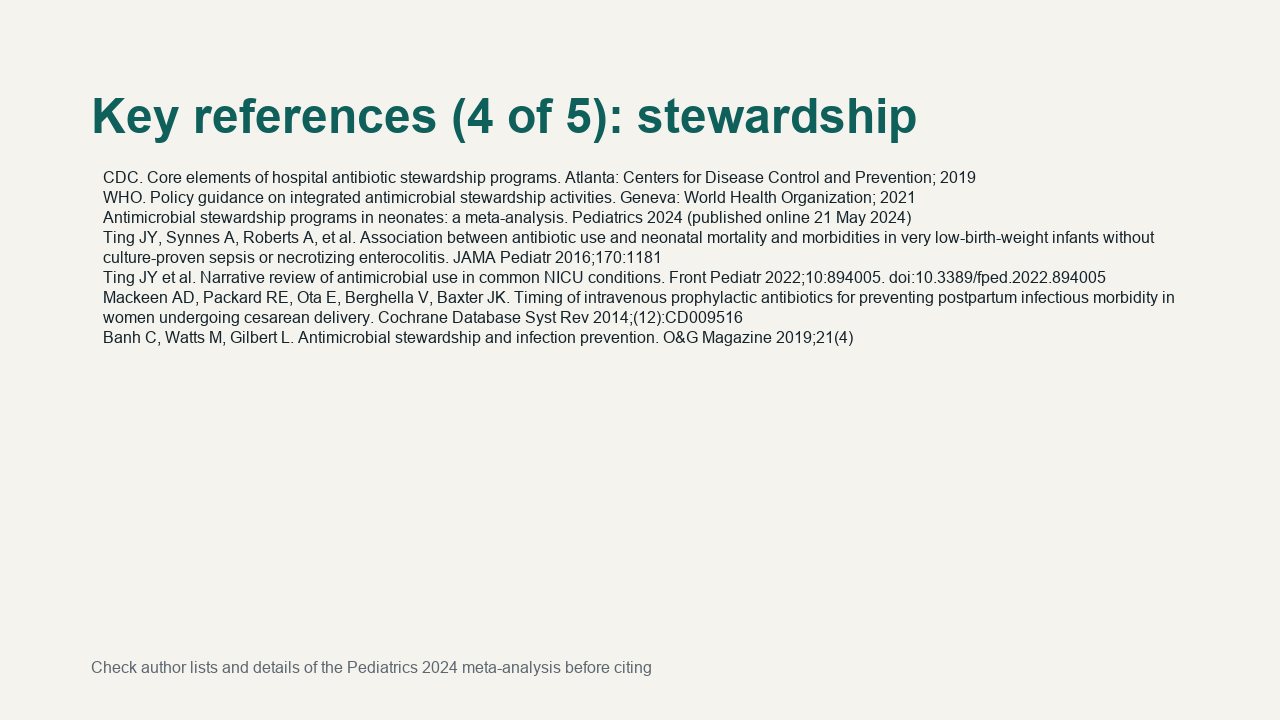 Key references (4 of 5): stewardship
CDC. Core elements of hospital antibiotic stewardship programs. Atlanta: Centers for Disease Control and Prevention; 2019
WHO. Policy guidance on integrated antimicrobial stewardship activities. Geneva: World Health Organization; 2021
Antimicrobial stewardship programs in neonates: a meta-analysis. Pediatrics 2024 (published online 21 May 2024)
Ting JY, Synnes A, Roberts A, et al. Association between antibiotic use and neonatal mortality and morbidities in very low-birth-weight infants without
culture-proven sepsis or necrotizing enterocolitis. JAMA Pediatr 2016;170:1181
Ting JY et al. Narrative review of antimicrobial use in common NICU conditions. Front Pediatr 2022;10:894005. doi:10.3389/fped.2022.894005
Mackeen AD, Packard RE, Ota E, Berghella V, Baxter JK. Timing of intravenous prophylactic antibiotics for preventing postpartum infectious morbidity in
women undergoing cesarean delivery. Cochrane Database Syst Rev 2014;(12):CD009516
Banh C, Watts M, Gilbert L. Antimicrobial stewardship and infection prevention. O&G Magazine 2019;21(4)
Check author lists and details of the Pediatrics 2024 meta-analysis before citing